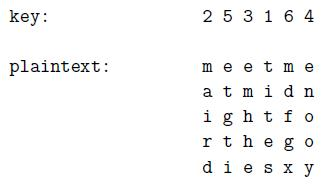 key: 2 5 3 1 6 4
plaintext: m e e t m e
a t m i d n
i g h t f o
r t h e g o
d i e s x y